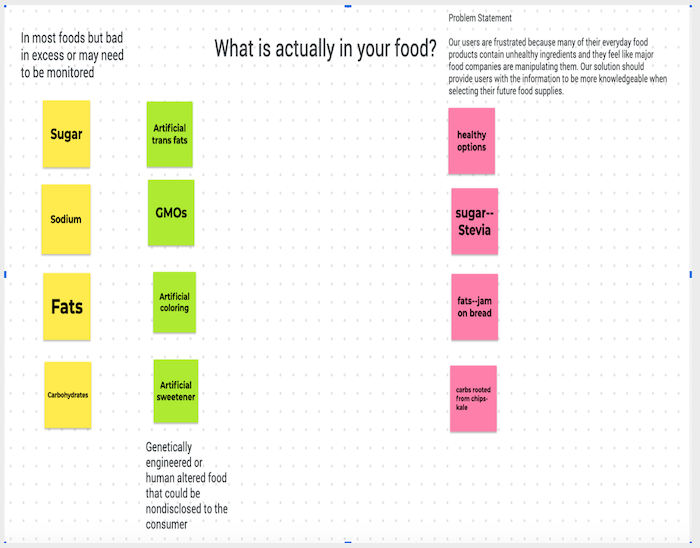 In most foods but bad
in excess or may need
to be monitored
What is actually in your food?
Problem Statement
Our users are frustrated because many of their everyday food
products contain unhealthy ingredients and they feel like major
food companies are manipulating them. Our solution should
provide users with the information to be more knowledgeable when
selecting their future food supplies.
Sugar
Sodium
Fats
Carbohydrates
Artificial
trans fats
GMOs
Artificial
coloring
Artificial
sweetener
Genetically
engineered or
human altered food
that could be
nondisclosed to the
consumer
healthy
options
sugar--
Stevia
fats--jam
on bread
carbs rooted
from chips-
kale